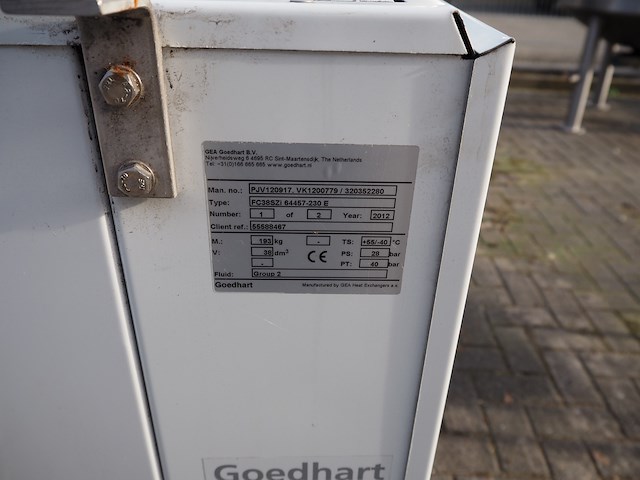 GEA Goedhart B.V.
Nijverheidsweg 6 4695 RC Sint-Maartensdijk, The Netherlands
Tel. +31(0)166 665 665 www.goedhart.nl
Man. no.: PJV120917, VK1200779 / 320352280
Type: FC38SZi 64457-230 E
Number: 1 of 2 Year: 2012
Client ref.: 55588467
M.: 193 kg - TS: +55/-40 °C
V: 38 dm³ CE PS: 28 bar
- PT: 40 bar
Fluid: Group 2
Goedhart Manufactured by GEA Heat Exchangers a.s.
Goedhart